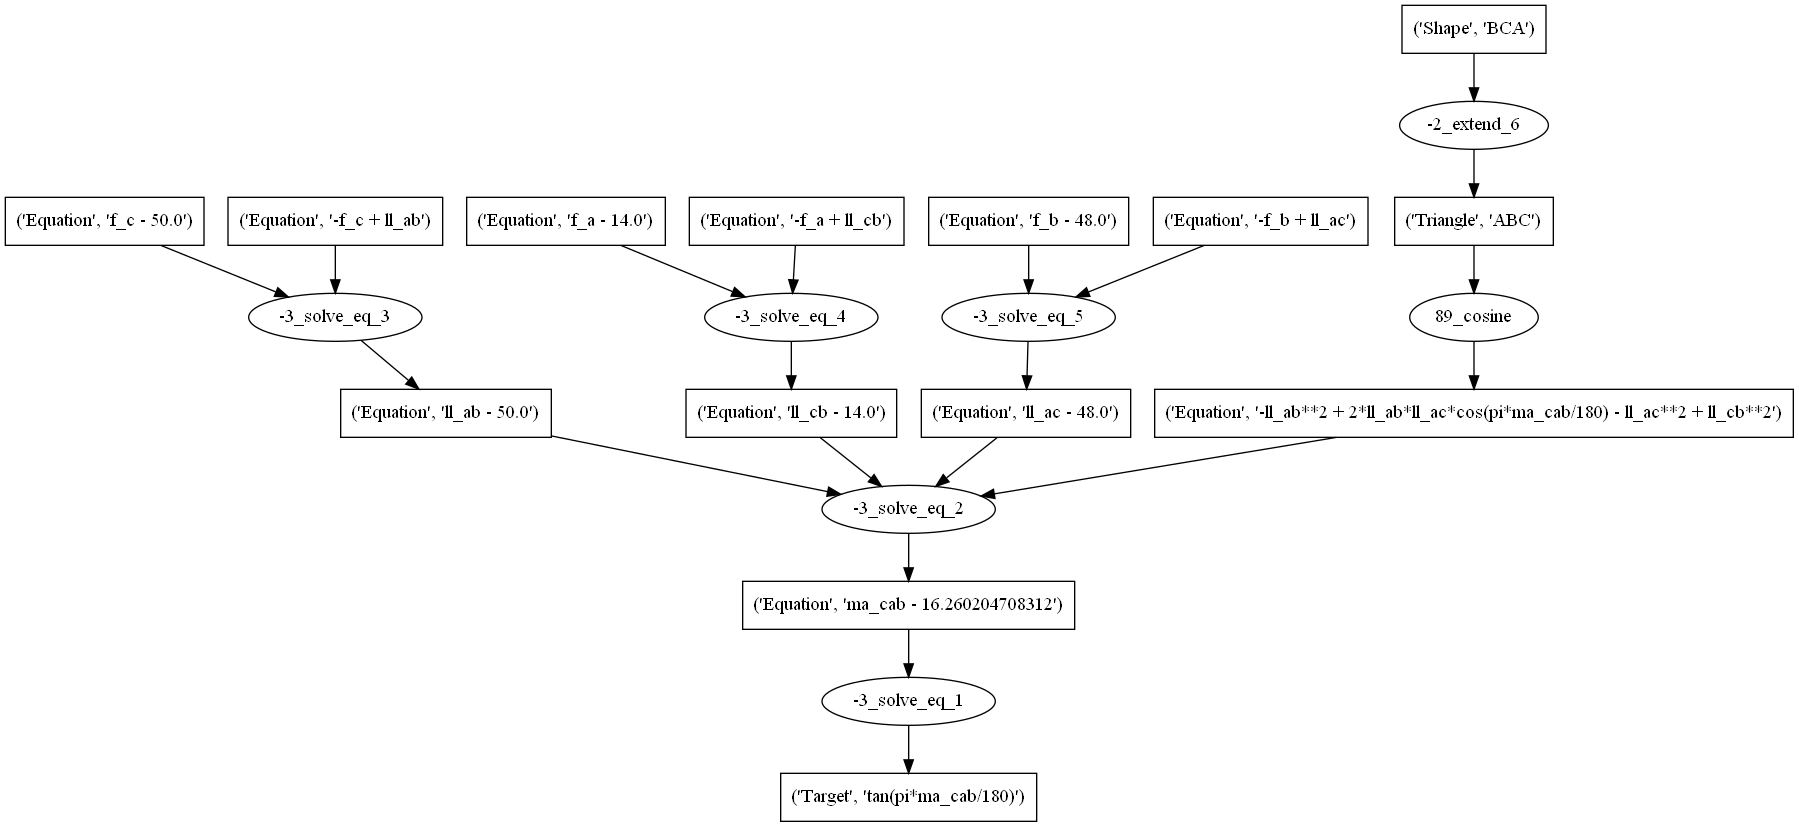 ('Shape', 'BCA')
-2_extend_6
('Equation', 'f_c - 50.0')
('Equation', '-f_c + ll_ab')
('Equation', 'f_a - 14.0')
('Equation', '-f_a + ll_cb')
('Equation', 'f_b - 48.0')
('Equation', '-f_b + ll_ac')
('Triangle', 'ABC')
-3_solve_eq_3
-3_solve_eq_4
-3_solve_eq_5
89_cosine
('Equation', 'll_ab - 50.0')
('Equation', 'll_cb - 14.0')
('Equation', 'll_ac - 48.0')
('Equation', '-ll_ab**2 + 2*ll_ab*ll_ac*cos(pi*ma_cab/180) - ll_ac**2 + ll_cb**2')
-3_solve_eq_2
('Equation', 'ma_cab - 16.260204708312')
-3_solve_eq_1
('Target', 'tan(pi*ma_cab/180)')